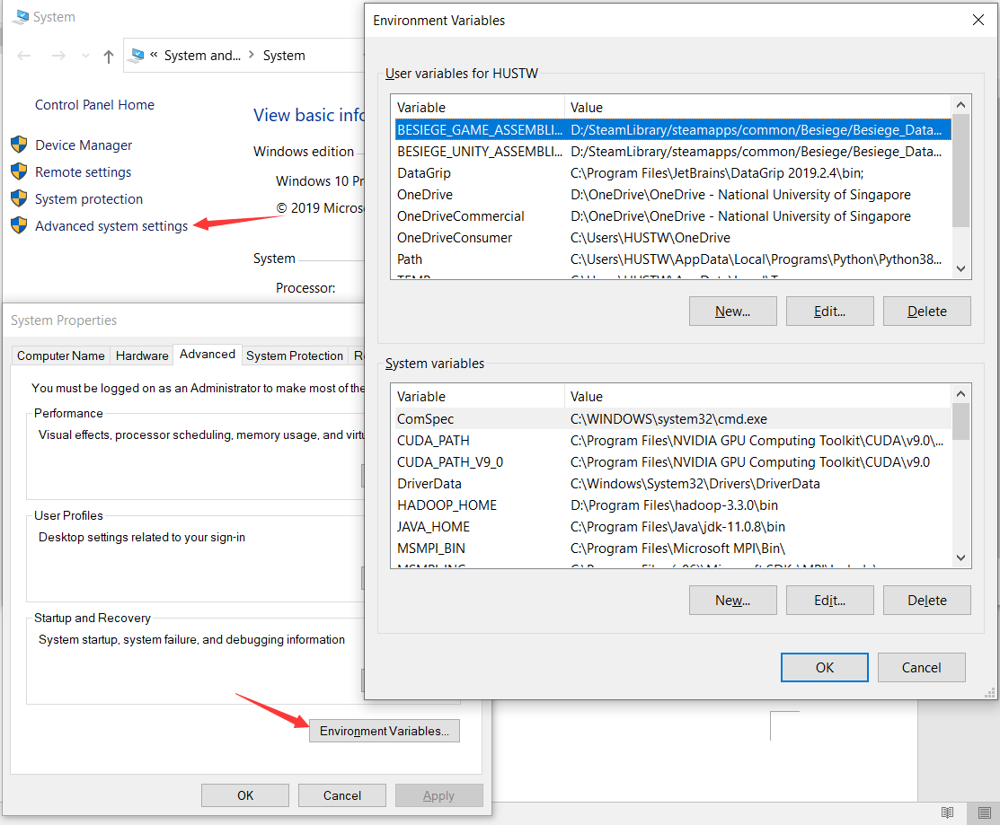 System
« System and... > System
Control Panel Home
Device Manager
Remote settings
System protection
Advanced system settings
View basic info
Windows edition
Windows 10 Pr
© 2019 Micros
System
Processor:
System Properties
Computer Name Hardware Advanced System Protection
You must be logged on as an Administrator to make most of the
Performance
Visual effects, processor scheduling, memory usage, and virtu
User Profiles
Desktop settings related to your sign-in
Startup and Recovery
System startup, system failure, and debugging information
Environment Variables...
OK Cancel Apply
Environment Variables
User variables for HUSTW
Variable Value
BESIEGE_GAME_ASSEMBLI... D:/SteamLibrary/steamapps/common/Besiege/Besiege_Data...
BESIEGE_UNITY_ASSEMBLI... D:/SteamLibrary/steamapps/common/Besiege/Besiege_Data...
DataGrip C:\Program Files\JetBrains\DataGrip 2019.2.4\bin;
OneDrive D:\OneDrive\OneDrive - National University of Singapore
OneDriveCommercial D:\OneDrive\OneDrive - National University of Singapore
OneDriveConsumer C:\Users\HUSTW\OneDrive
Path C:\Users\HUSTW\AppData\Local\Programs\Python\Python38...
New... Edit... Delete
System variables
Variable Value
ComSpec C:\WINDOWS\system32\cmd.exe
CUDA_PATH C:\Program Files\NVIDIA GPU Computing Toolkit\CUDA\v9.0\...
CUDA_PATH_V9_0 C:\Program Files\NVIDIA GPU Computing Toolkit\CUDA\v9.0
DriverData C:\Windows\System32\Drivers\DriverData
HADOOP_HOME D:\Program Files\hadoop-3.3.0\bin
JAVA_HOME C:\Program Files\Java\jdk-11.0.8\bin
MSMPI_BIN C:\Program Files\Microsoft MPI\Bin\
New... Edit... Delete
OK Cancel